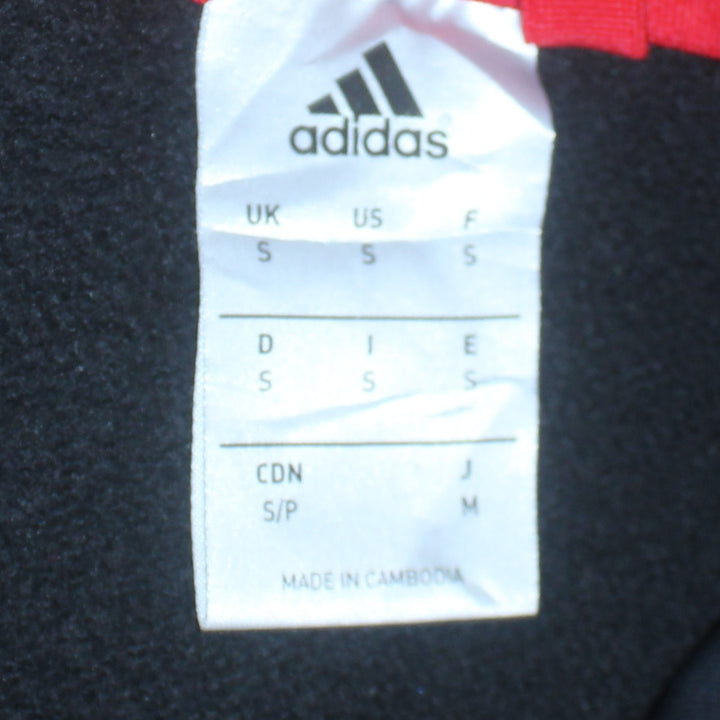 adidas
UK US F
S S S
D I E
S S S
CDN J
S/P M
MADE IN CAMBODIA